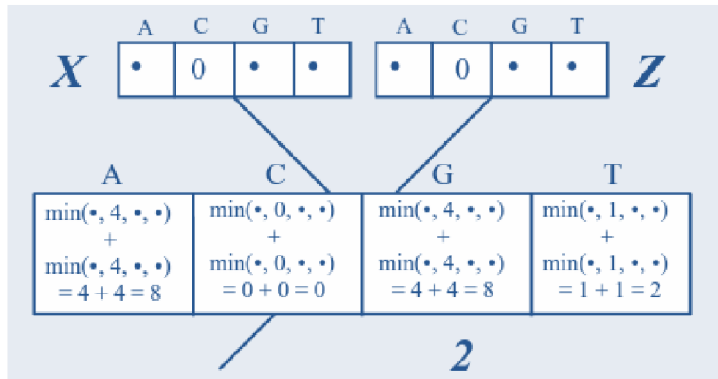 A C G T A C G T
X • 0 • • • 0 • • Z
A C G T
min(•, 4, •, •) min(•, 0, •, •) min(•, 4, •, •) min(•, 1, •, •)
+ + + +
min(•, 4, •, •) min(•, 0, •, •) min(•, 4, •, •) min(•, 1, •, •)
= 4 + 4 = 8 = 0 + 0 = 0 = 4 + 4 = 8 = 1 + 1 = 2
2